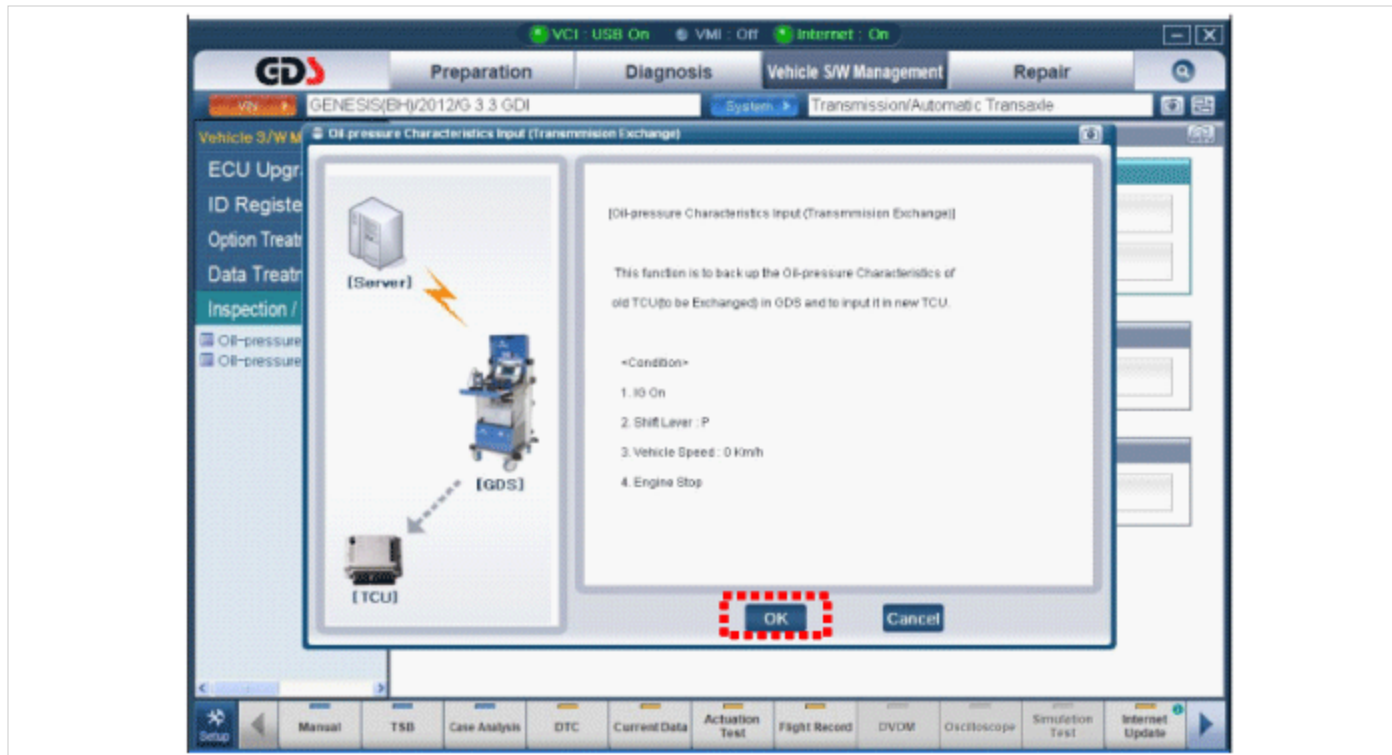 VCI : USB On VMI : Off Internet : On
GDS Preparation Diagnosis Vehicle S/W Management Repair
VIN GENESIS(BH)/2012/G 3.3 GDI System Transmission/Automatic Transaxle
Vehicle S/W M
Oil-pressure Characteristics Input (Transmmision Exchange)
ECU Upgr
ID Registe
Option Treat
Data Treatr
Inspection /
Oil-pressure
Oil-pressure
[Server]
[GDS]
[TCU]
[Oil-pressure Characteristics Input (Transmmision Exchange)]
This function is to back up the Oil-pressure Characteristics of
old TCU(to be Exchanged) in GDS and to input it in new TCU.
<Condition>
1. IG On
2. Shift Lever : P
3. Vehicle Speed : 0 Km/h
4. Engine Stop
OK Cancel
Setup Manual TSB Case Analysis DTC Current Data Actuation Test Flight Record DVOM Oscilloscope Simulation Test Internet Update